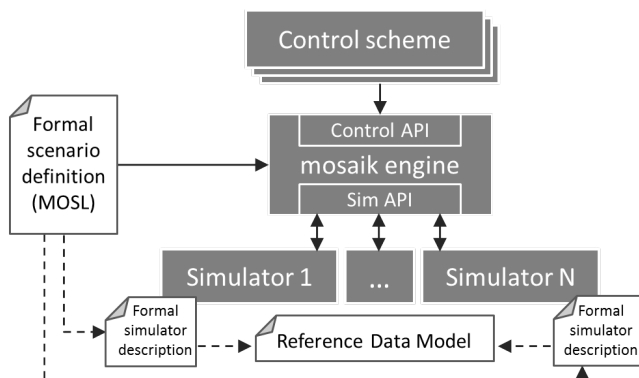 Control scheme
Formal
scenario
definition
(MOSL)
Control API
mosaik engine
Sim API
Simulator 1
...
Simulator N
Formal
simulator
description
Reference Data Model
Formal
simulator
description